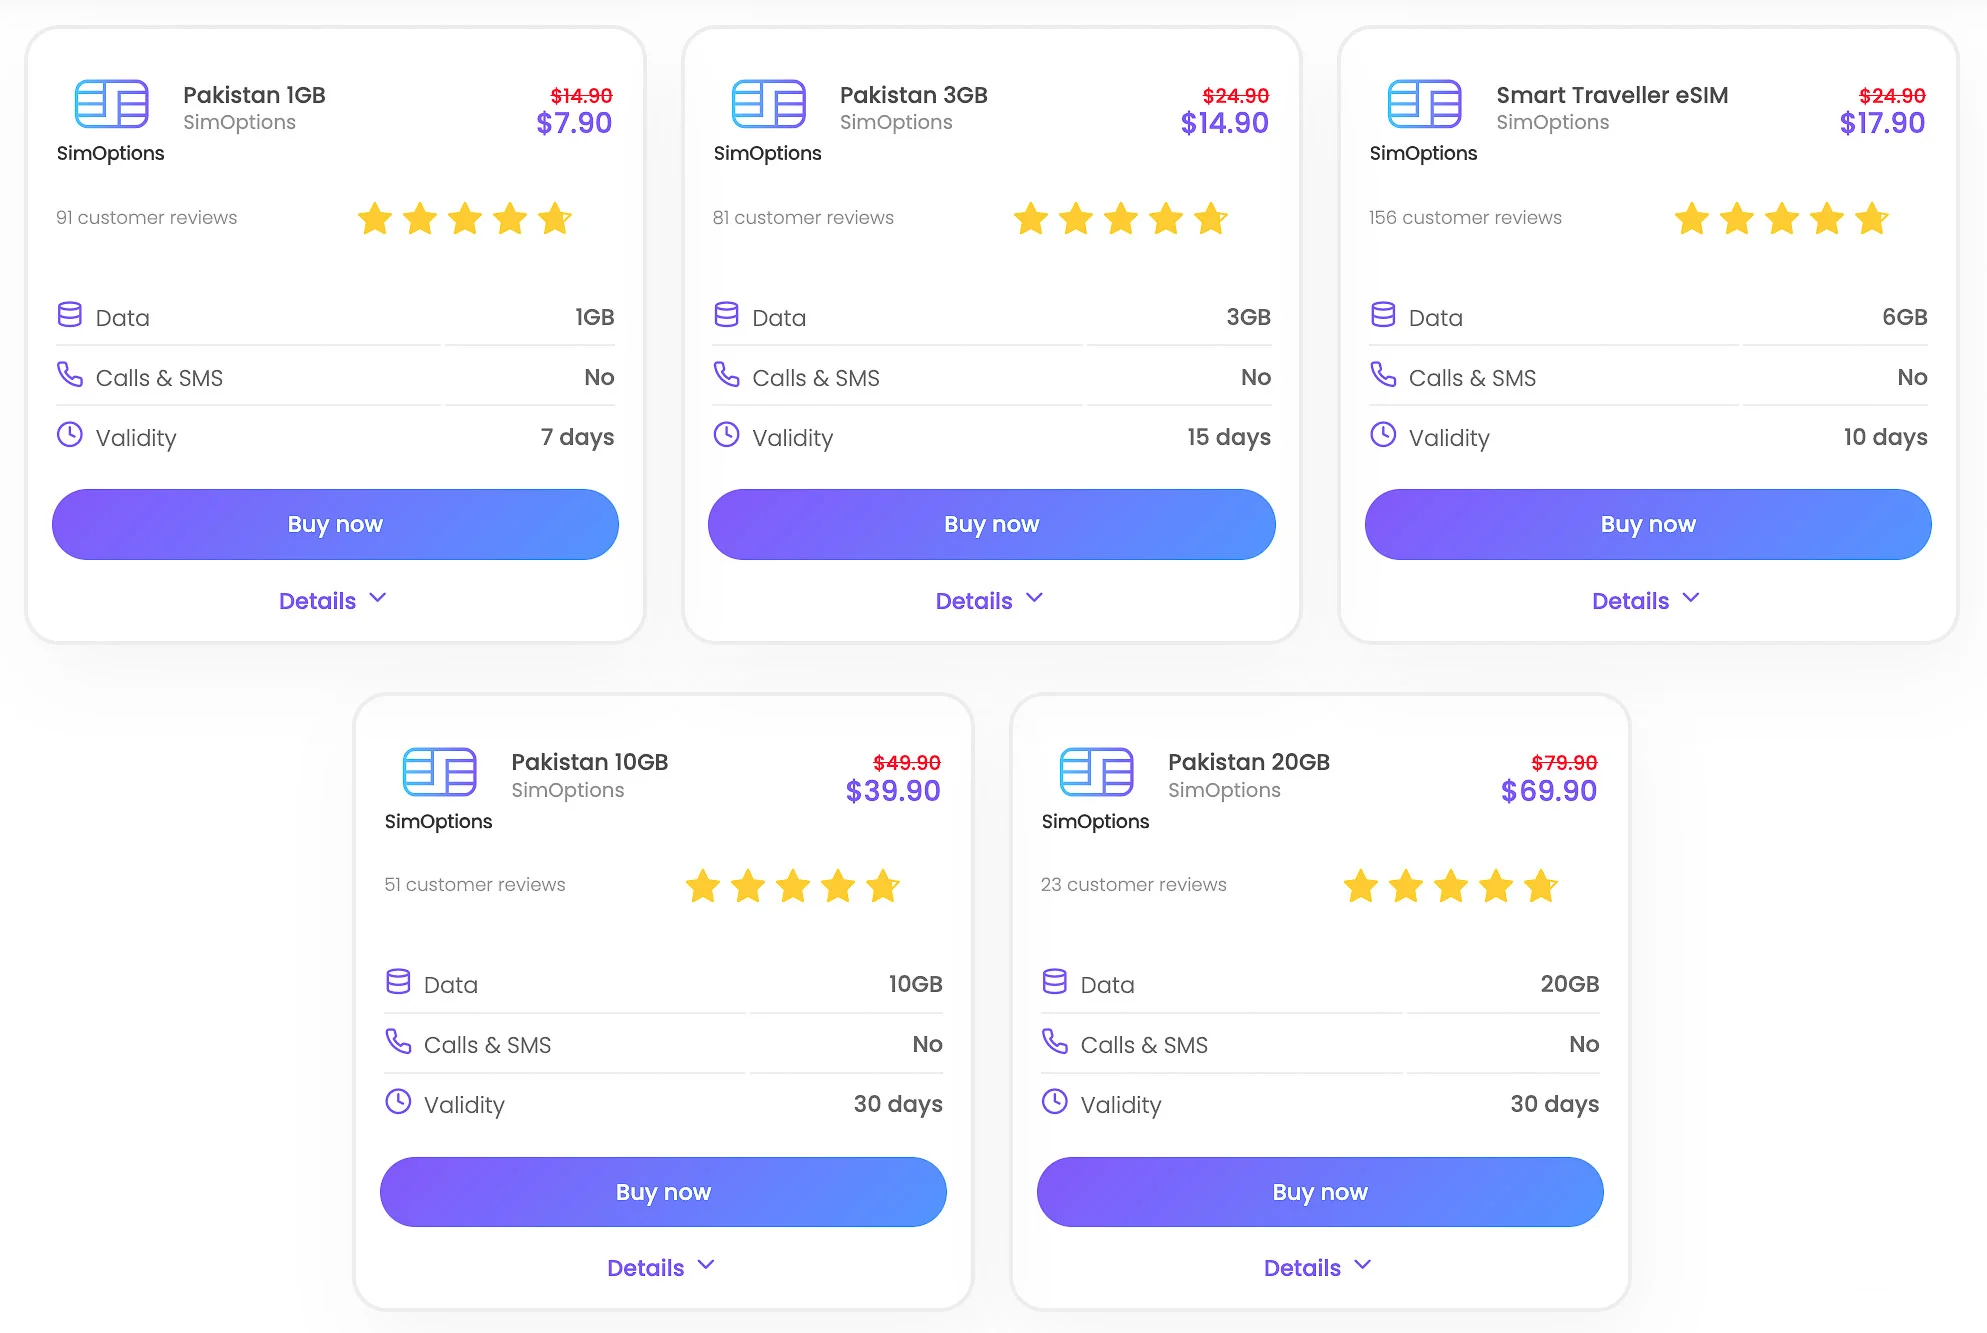 Pakistan 1GB
$14.90
SimOptions
$7.90
SimOptions
91 customer reviews
Data 1GB
Calls & SMS No
Validity 7 days
Buy now
Details
Pakistan 3GB
$24.90
SimOptions
$14.90
SimOptions
81 customer reviews
Data 3GB
Calls & SMS No
Validity 15 days
Buy now
Details
Smart Traveller eSIM
$24.90
SimOptions
$17.90
SimOptions
156 customer reviews
Data 6GB
Calls & SMS No
Validity 10 days
Buy now
Details
Pakistan 10GB
$49.90
SimOptions
$39.90
SimOptions
51 customer reviews
Data 10GB
Calls & SMS No
Validity 30 days
Buy now
Details
Pakistan 20GB
$79.90
SimOptions
$69.90
SimOptions
23 customer reviews
Data 20GB
Calls & SMS No
Validity 30 days
Buy now
Details